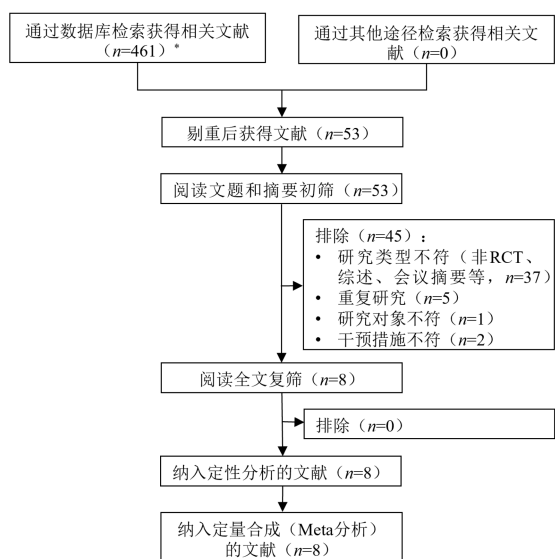 通过数据库检索获得相关文献
（n=461）*
通过其他途径检索获得相关文
献（n=0）
剔重后获得文献（n=53）
阅读文题和摘要初筛（n=53）
排除（n=45）：
• 研究类型不符（非RCT、
综述、会议摘要等，n=37）
• 重复研究（n=5）
• 研究对象不符（n=1）
• 干预措施不符（n=2）
阅读全文复筛（n=8）
排除（n=0）
纳入定性分析的文献（n=8）
纳入定量合成（Meta分析）
的文献（n=8）